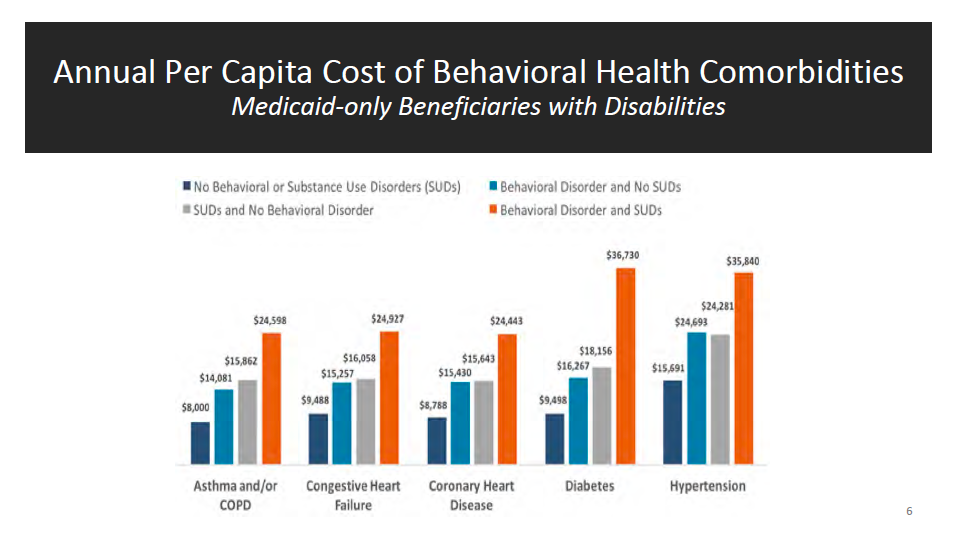 Annual Per Capita Cost of Behavioral Health Comorbidities
Medicaid-only Beneficiaries with Disabilities
No Behavioral or Substance Use Disorders (SUDs)
Behavioral Disorder and No SUDs
SUDs and No Behavioral Disorder
Behavioral Disorder and SUDs
$8,000
$14,081
$15,862
$24,598
$9,488
$15,257
$16,058
$24,927
$8,788
$15,430
$15,643
$24,443
$9,498
$16,267
$18,156
$36,730
$15,691
$24,693
$24,281
$35,840
Asthma and/or
COPD
Congestive Heart
Failure
Coronary Heart
Disease
Diabetes
Hypertension
6